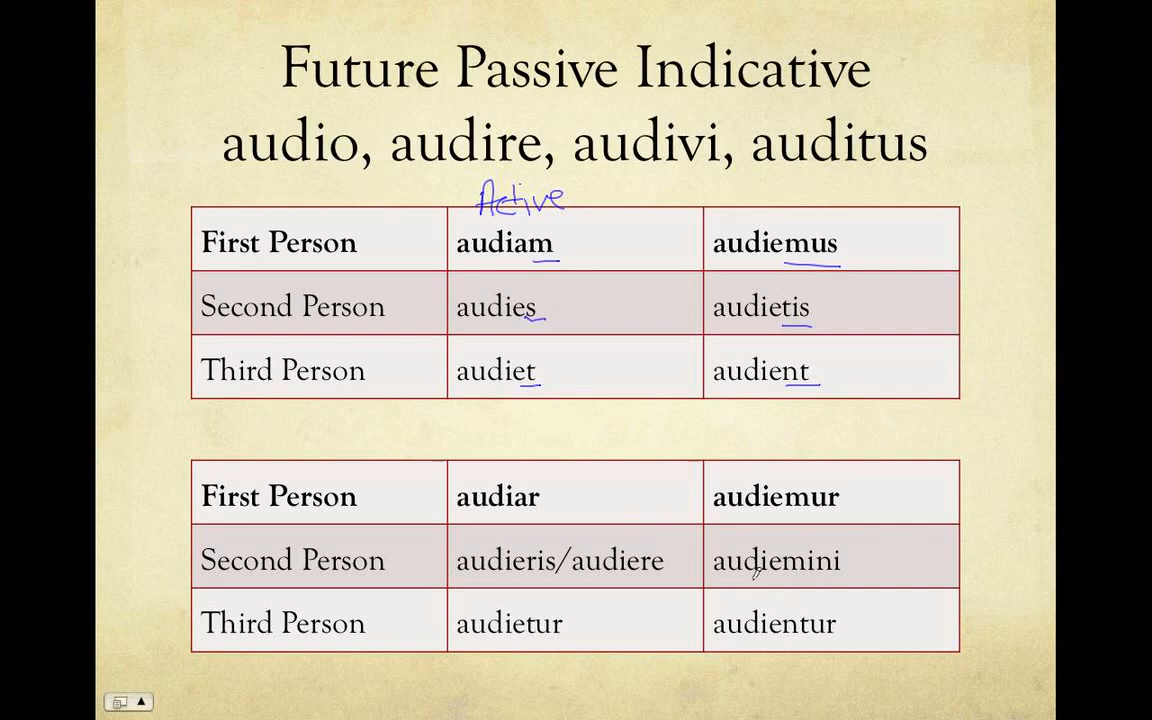 Future Passive Indicative
audio, audire, audivi, auditus
Active
First Person audiam audiemus
Second Person audies audietis
Third Person audiet audient
First Person audiar audiemur
Second Person audieris/audiere audiemini
Third Person audietur audientur